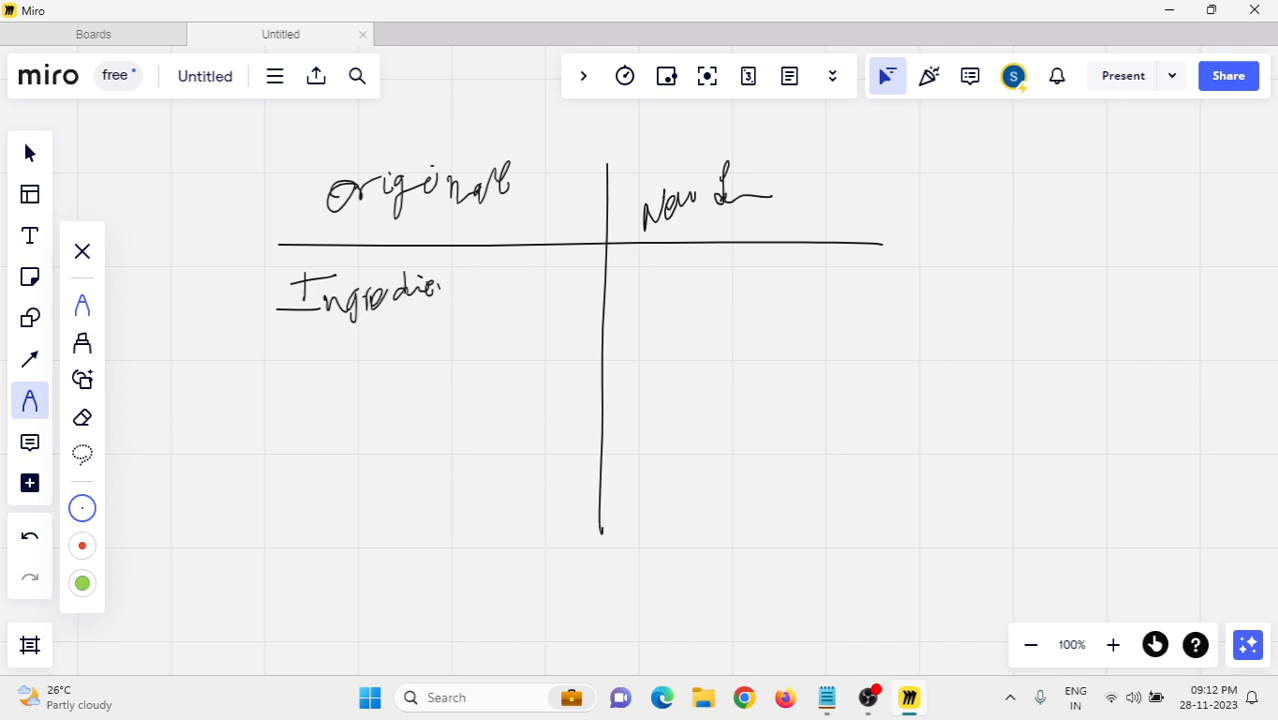 Miro
Boards
Untitled
miro
free
Untitled
3
S
Present
Share
Original
New
Ingredie
100%
26°C
Partly cloudy
Search
ENG
IN
09:12 PM
28-11-2023